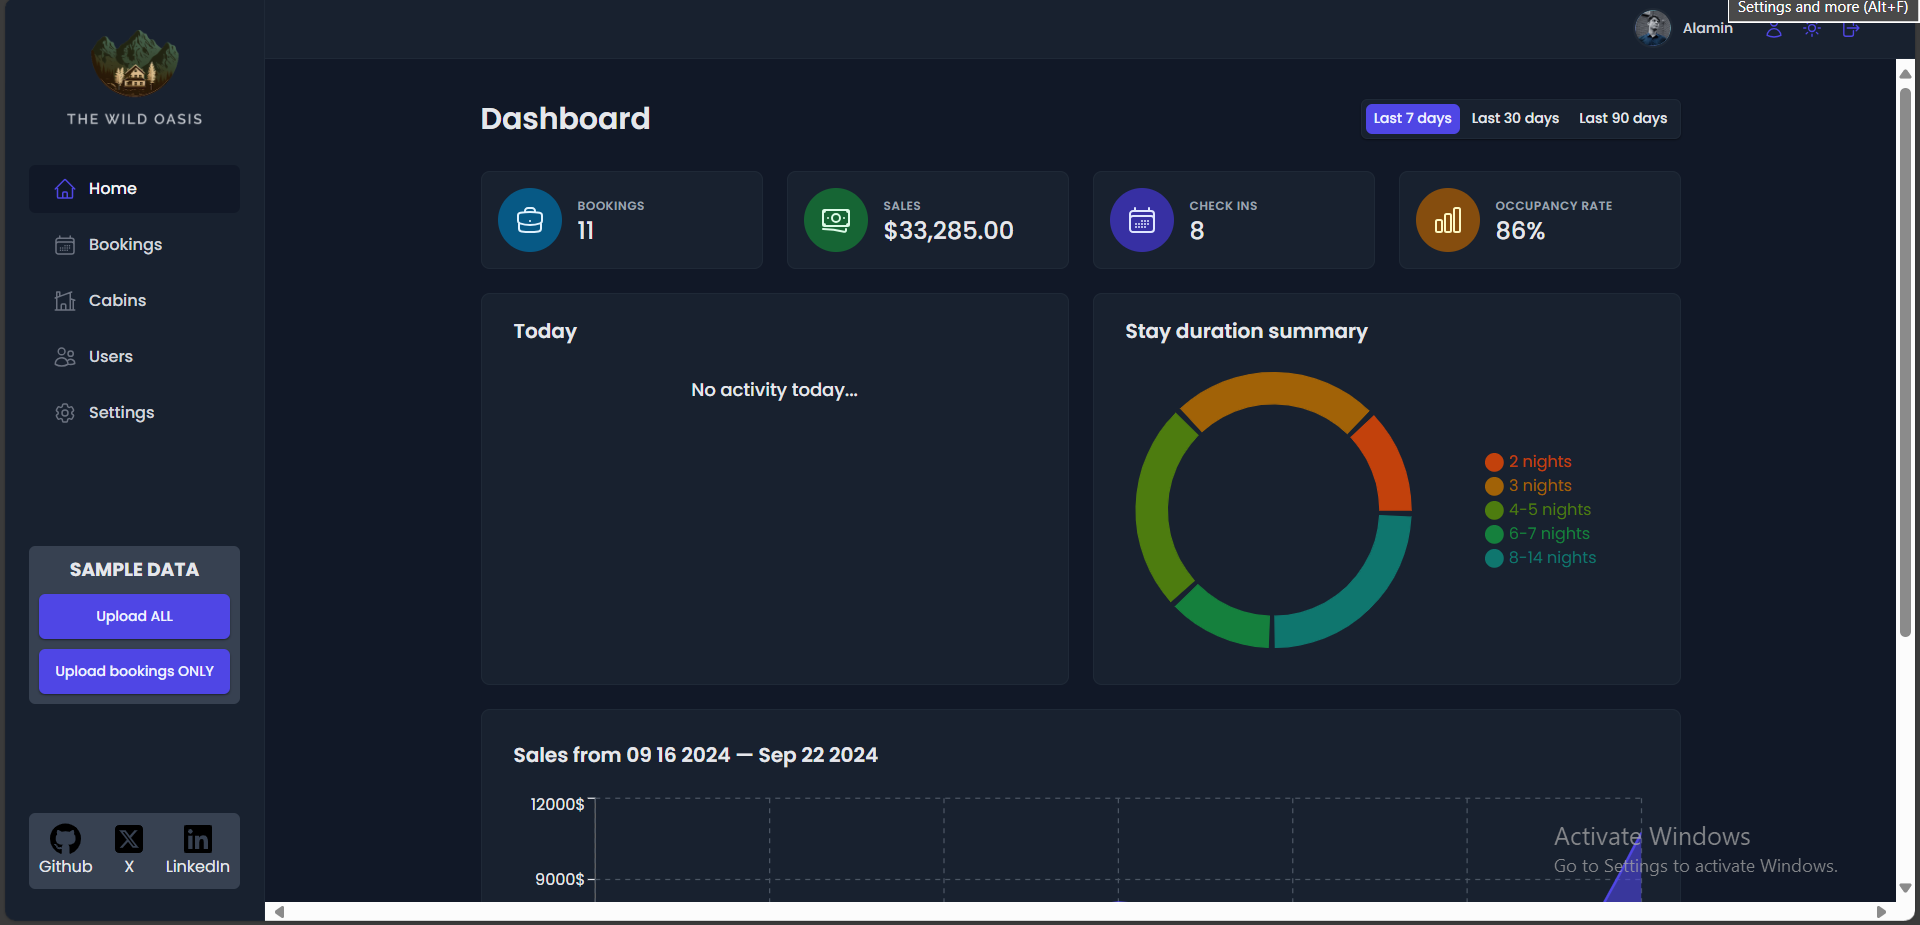 Settings and more (Alt+F)
Alamin
THE WILD OASIS
Home
Bookings
Cabins
Users
Settings
SAMPLE DATA
Upload ALL
Upload bookings ONLY
Github
X
LinkedIn
Dashboard
Last 7 days
Last 30 days
Last 90 days
BOOKINGS
11
SALES
$33,285.00
CHECK INS
8
OCCUPANCY RATE
86%
Today
No activity today...
Stay duration summary
2 nights
3 nights
4-5 nights
6-7 nights
8-14 nights
Sales from 09 16 2024 — Sep 22 2024
12000$
9000$
Activate Windows
Go to Settings to activate Windows.